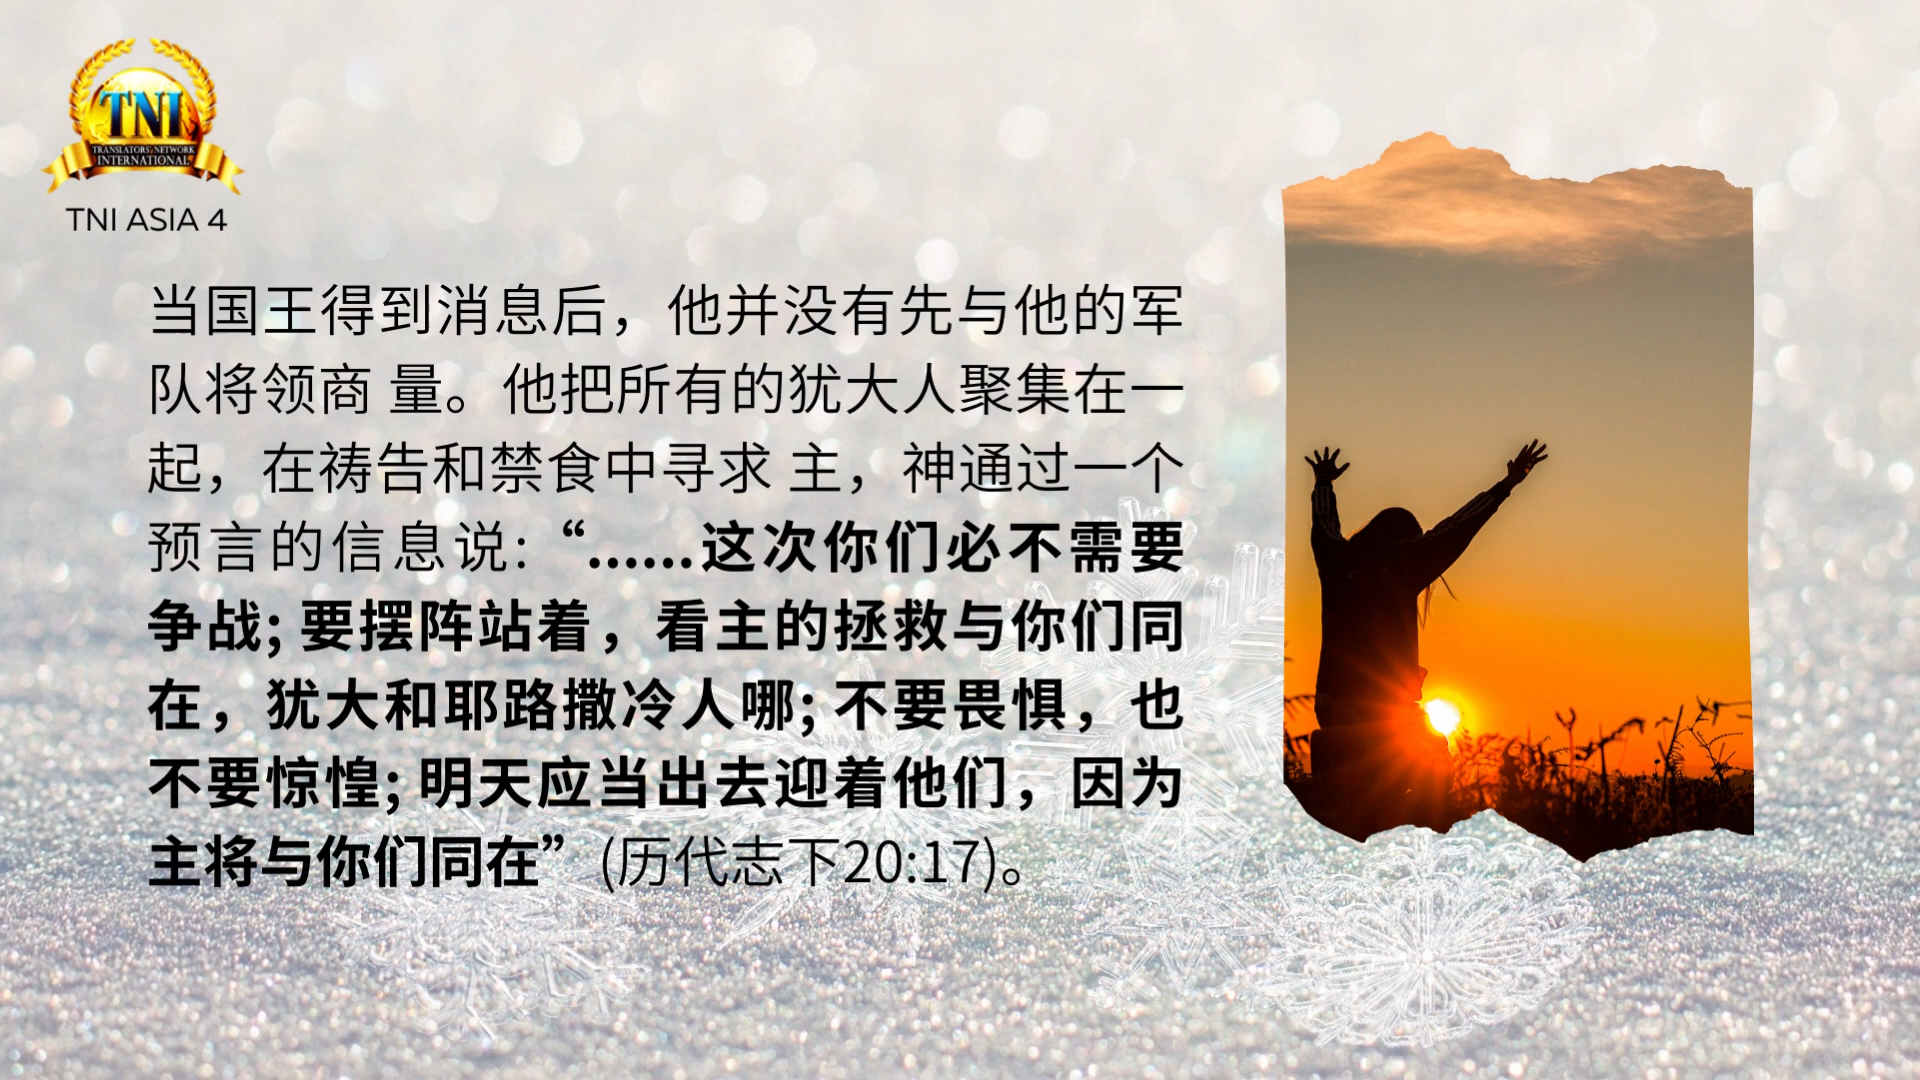 TNI
TRANSLATORS' NETWORK
INTERNATIONAL
TNI ASIA 4
当国王得到消息后，他并没有先与他的军
队将领商 量。他把所有的犹大人聚集在一
起，在祷告和禁食中寻求 主，神通过一个
预言的信息说:“......这次你们必不需要
争战; 要摆阵站着，看主的拯救与你们同
在，犹大和耶路撒冷人哪; 不要畏惧，也
不要惊惶; 明天应当出去迎着他们，因为
主将与你们同在”(历代志下20:17)。